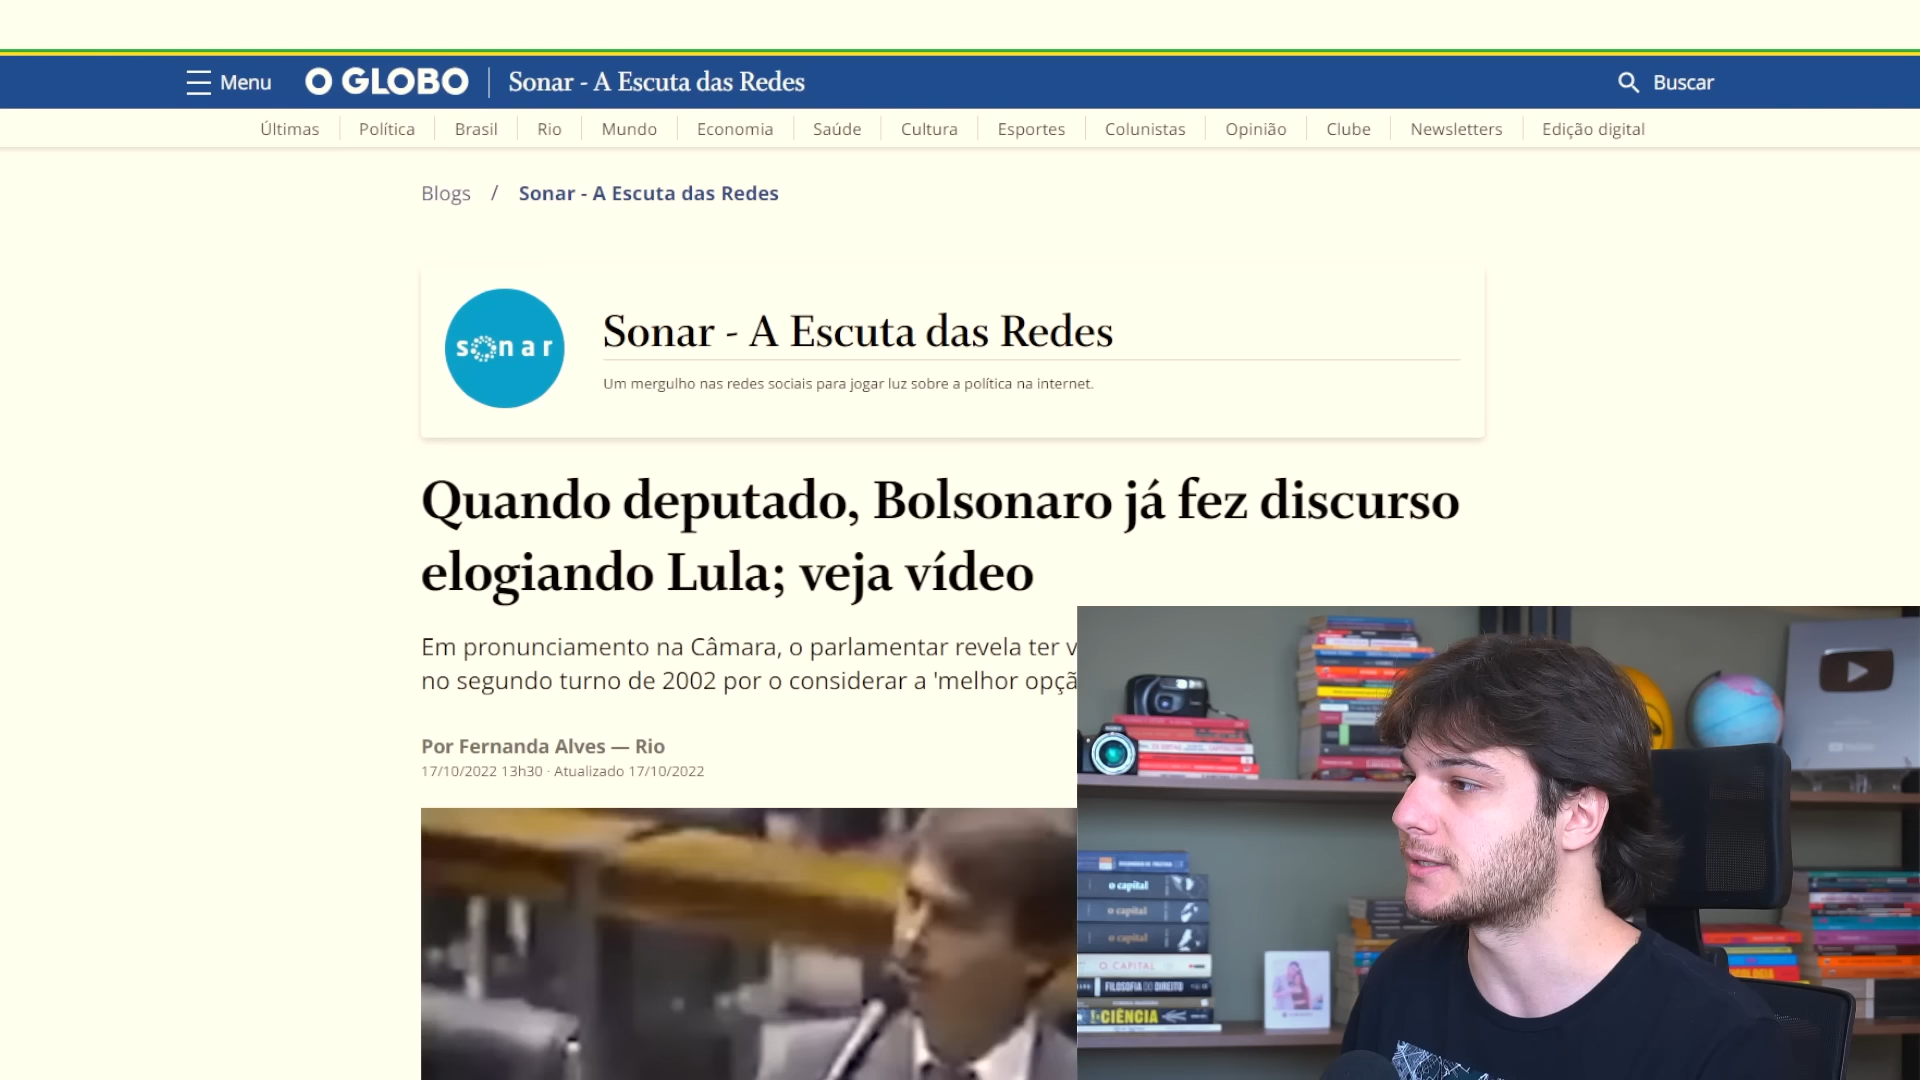 Menu
O GLOBO
Sonar - A Escuta das Redes
Buscar
Últimas
Política
Brasil
Rio
Mundo
Economia
Saúde
Cultura
Esportes
Colunistas
Opinião
Clube
Newsletters
Edição digital
Blogs / Sonar - A Escuta das Redes
sonar
Sonar - A Escuta das Redes
Um mergulho nas redes sociais para jogar luz sobre a política na internet.
Quando deputado, Bolsonaro já fez discurso
elogiando Lula; veja vídeo
Em pronunciamento na Câmara, o parlamentar revela ter v
no segundo turno de 2002 por o considerar a 'melhor opçã
Por Fernanda Alves — Rio
17/10/2022 13h30 · Atualizado 17/10/2022
o capital
o capital
o capital
O CAPITAL
FILOSOFIA DO DIREITO
CIÊNCIA